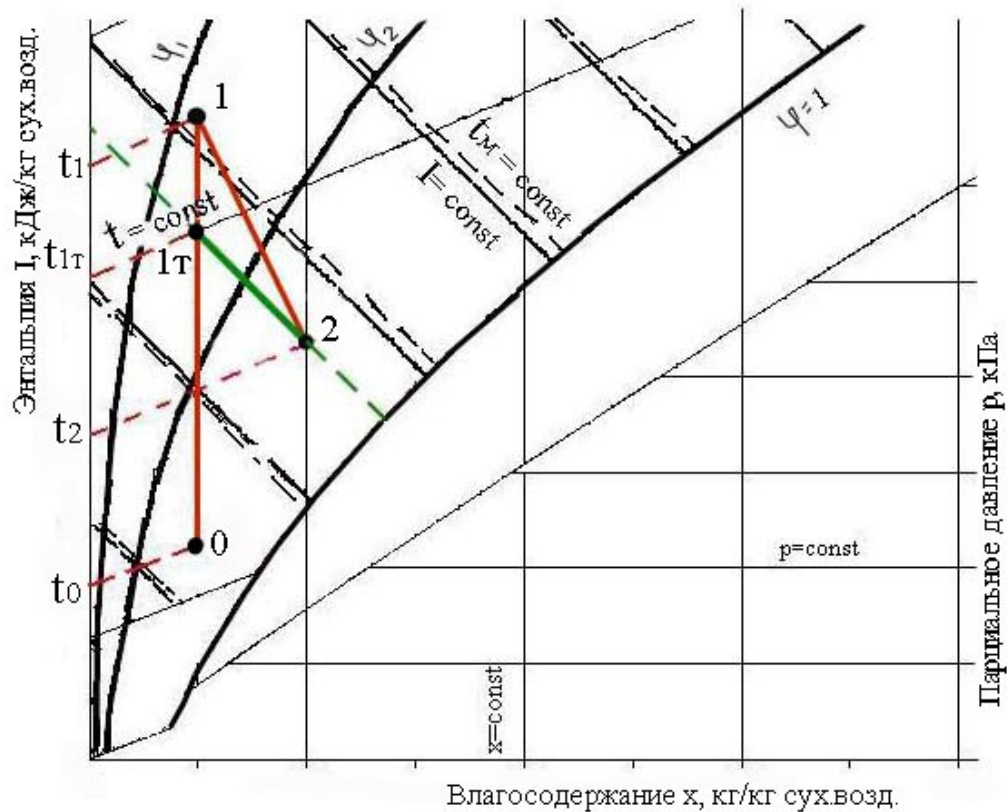 Энтальпия I, кДж/кг сух.возд.
φ₁
φ₂
φ=1
tм = const
I = const
t₁
1
t = const
t₁т
1т
2
t₂
0
t₀
p=const
x=const
Парциальное давление p, кПа
Влагосодержание x, кг/кг сух.возд.